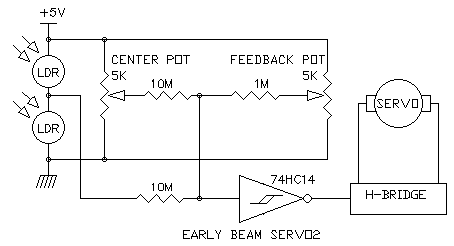 +5V
CENTER POT
FEEDBACK POT
LDR
5K
10M
1M
5K
SERVO
LDR
74HC14
10M
H-BRIDGE
EARLY BEAM SERVO2